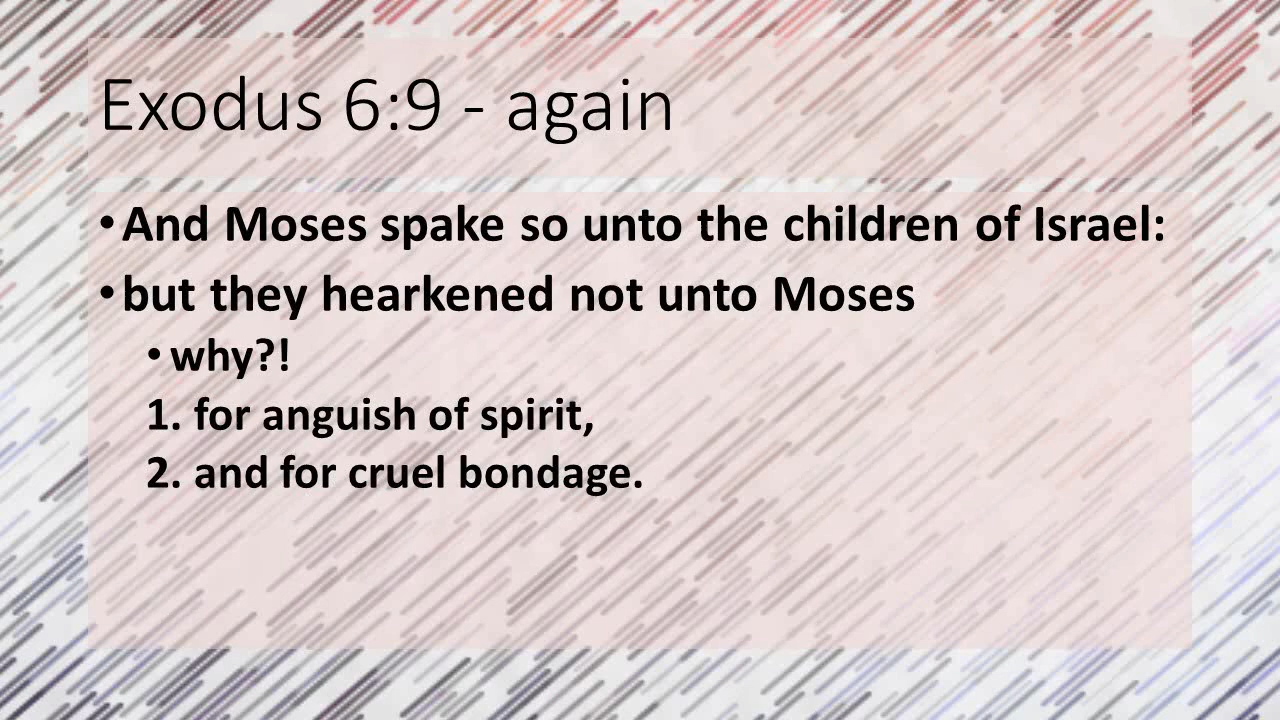 Exodus 6:9 - again
•And Moses spake so unto the children of Israel:
•but they hearkened not unto Moses
•why?!
1. for anguish of spirit,
2. and for cruel bondage.